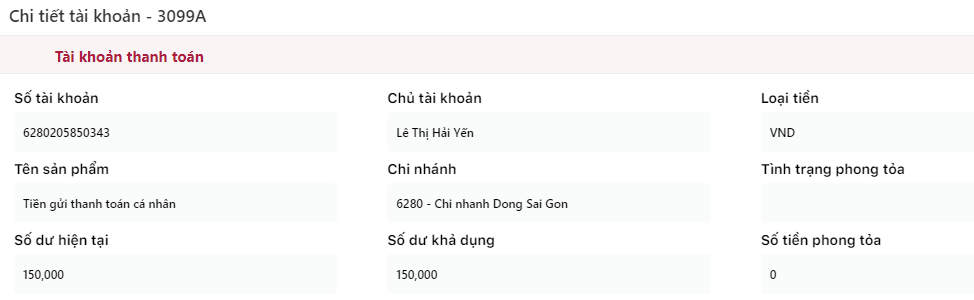 Chi tiết tài khoản - 3099A
Tài khoản thanh toán
Số tài khoản Chủ tài khoản Loại tiền
6280205850343 Lê Thị Hải Yến VND
Tên sản phẩm Chi nhánh Tình trạng phong tỏa
Tiền gửi thanh toán cá nhân 6280 - Chi nhanh Dong Sai Gon
Số dư hiện tại Số dư khả dụng Số tiền phong tỏa
150,000 150,000 0